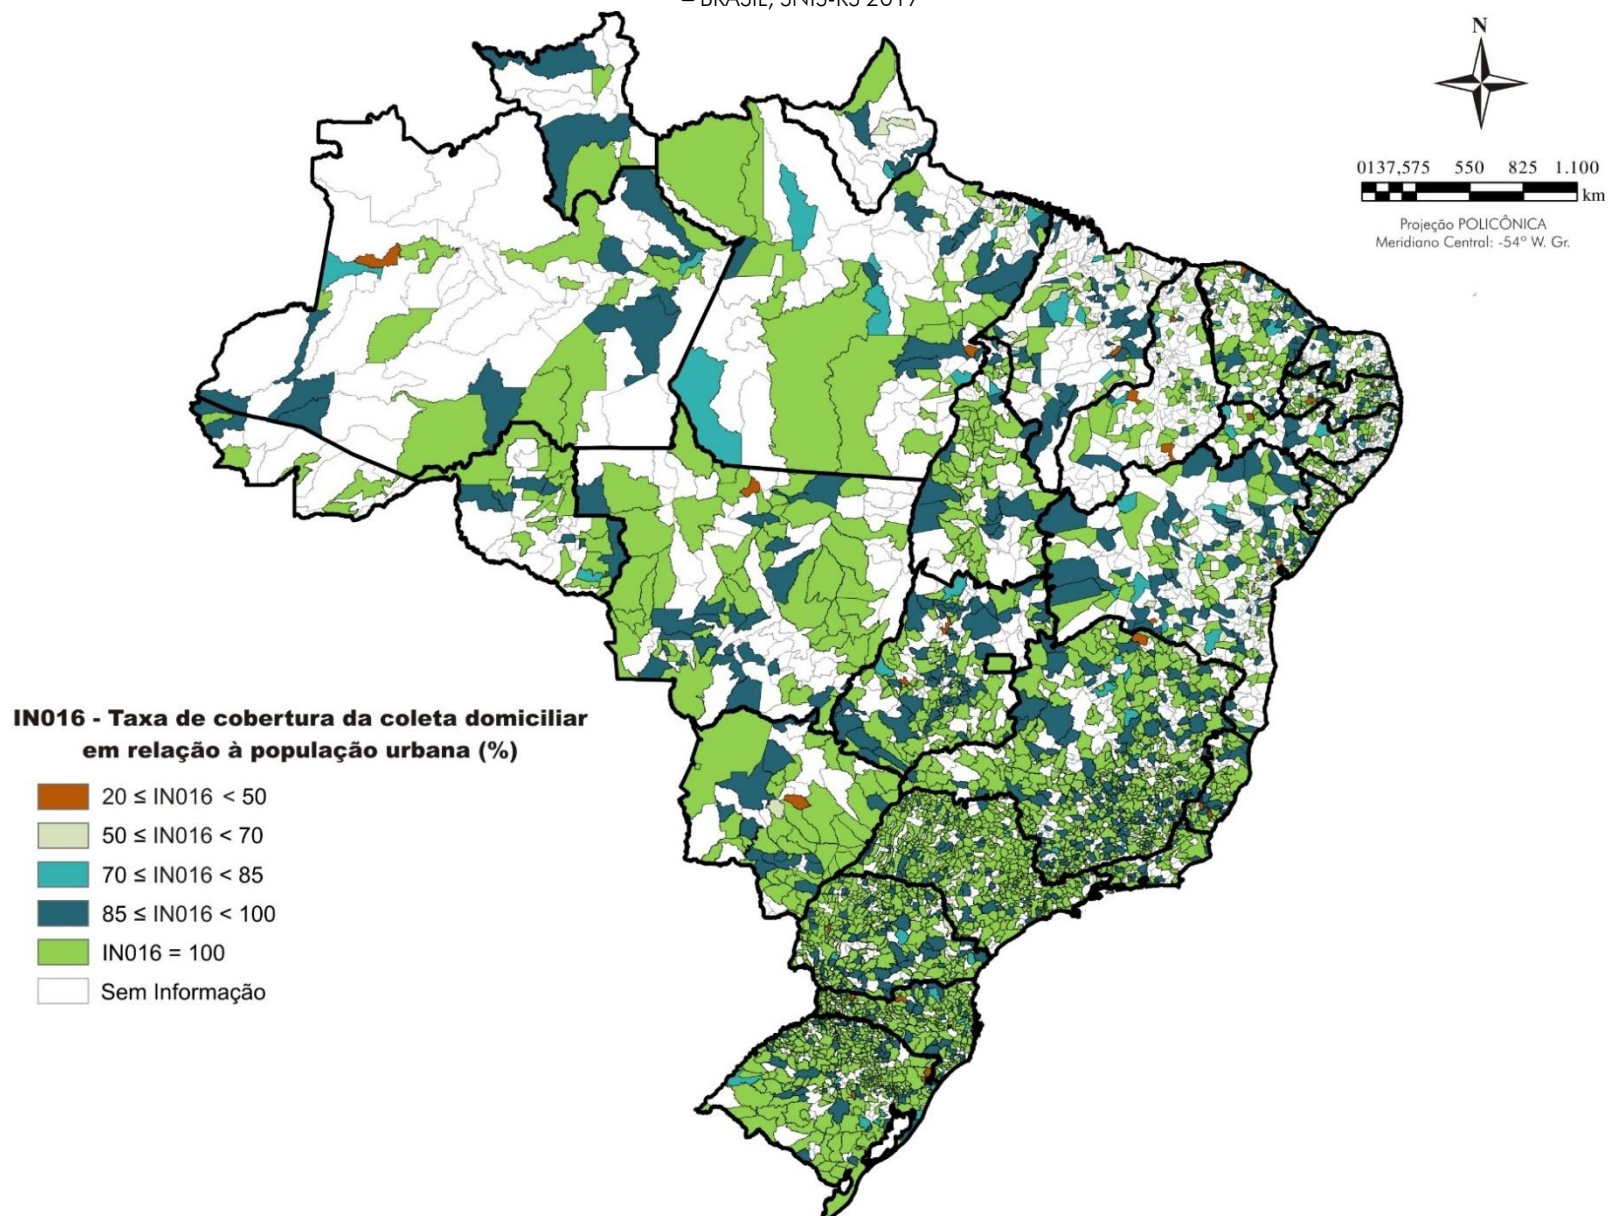 – BRASIL, SNIS-RS 2017
N
0137,575 550 825 1.100
km
Projeção POLICÔNICA
Meridiano Central: -54º W. Gr.
IN016 - Taxa de cobertura da coleta domiciliar
em relação à população urbana (%)
20 ≤ IN016 < 50
50 ≤ IN016 < 70
70 ≤ IN016 < 85
85 ≤ IN016 < 100
IN016 = 100
Sem Informação